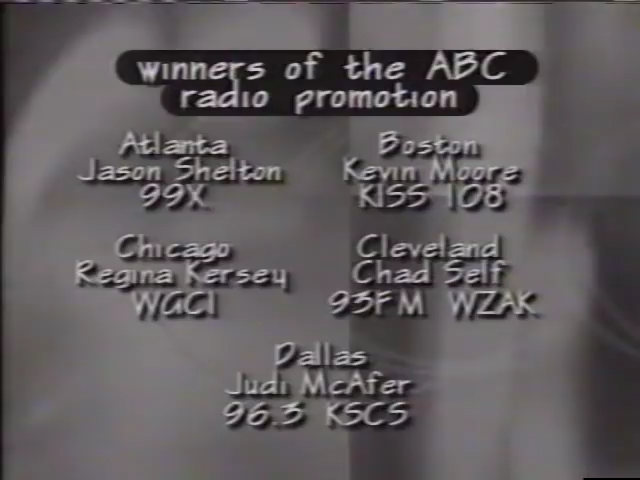 winners of the ABC
radio promotion
Atlanta
Jason Shelton
99X
Boston
Kevin Moore
KISS 108
Chicago
Regina Kersey
WGCI
Cleveland
Chad Self
93FM WZAK
Dallas
Judi McAfer
96.3 KSCS